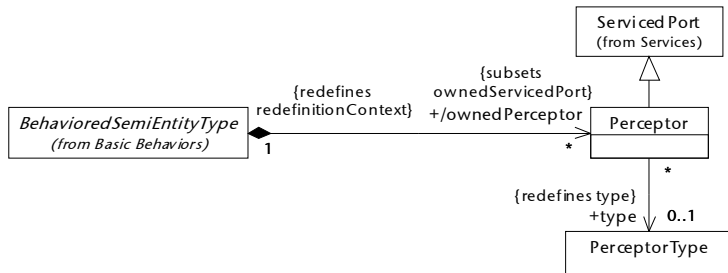 Serviced Port
(from Services)
{redefines
redefinitionContext}
{subsets
ownedServicedPort}
+/ownedPerceptor
BehavioredSemiEntityType
(from Basic Behaviors)
1
*
Perceptor
*
{redefines type}
+type
0..1
PerceptorType